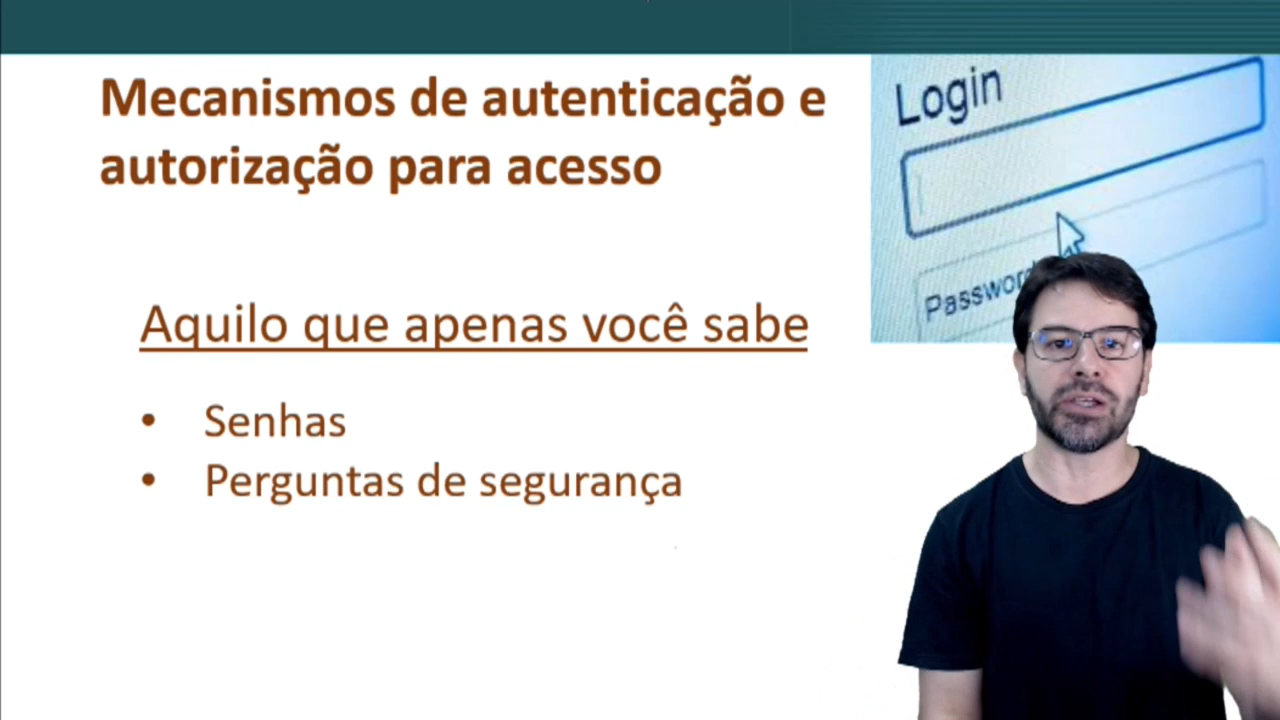 Mecanismos de autenticação e
autorização para acesso
Login
Password
Aquilo que apenas você sabe
• Senhas
• Perguntas de segurança